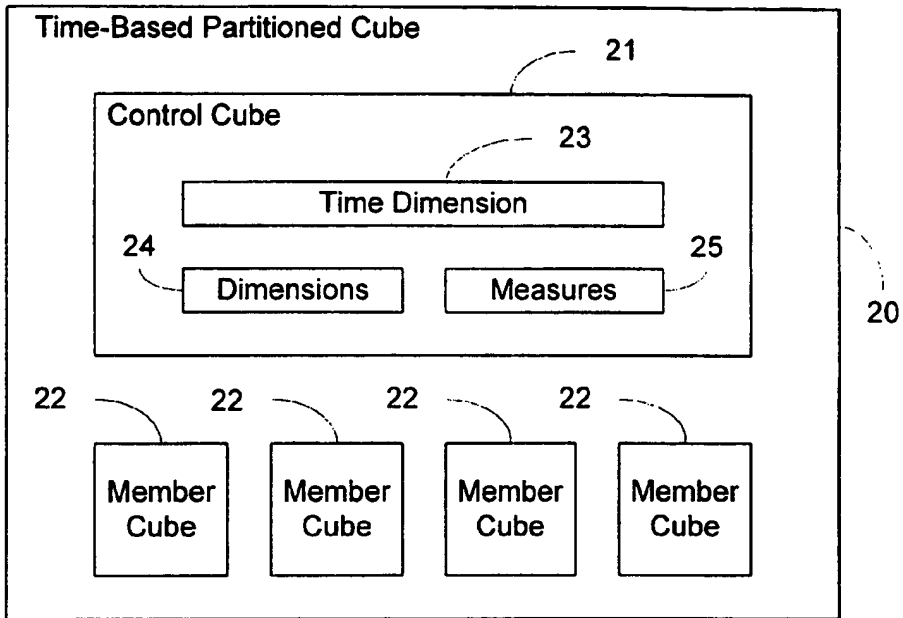 Time-Based Partitioned Cube
21
Control Cube
23
Time Dimension
24
25
Dimensions
Measures
20
22
22
22
22
Member
Cube
Member
Cube
Member
Cube
Member
Cube